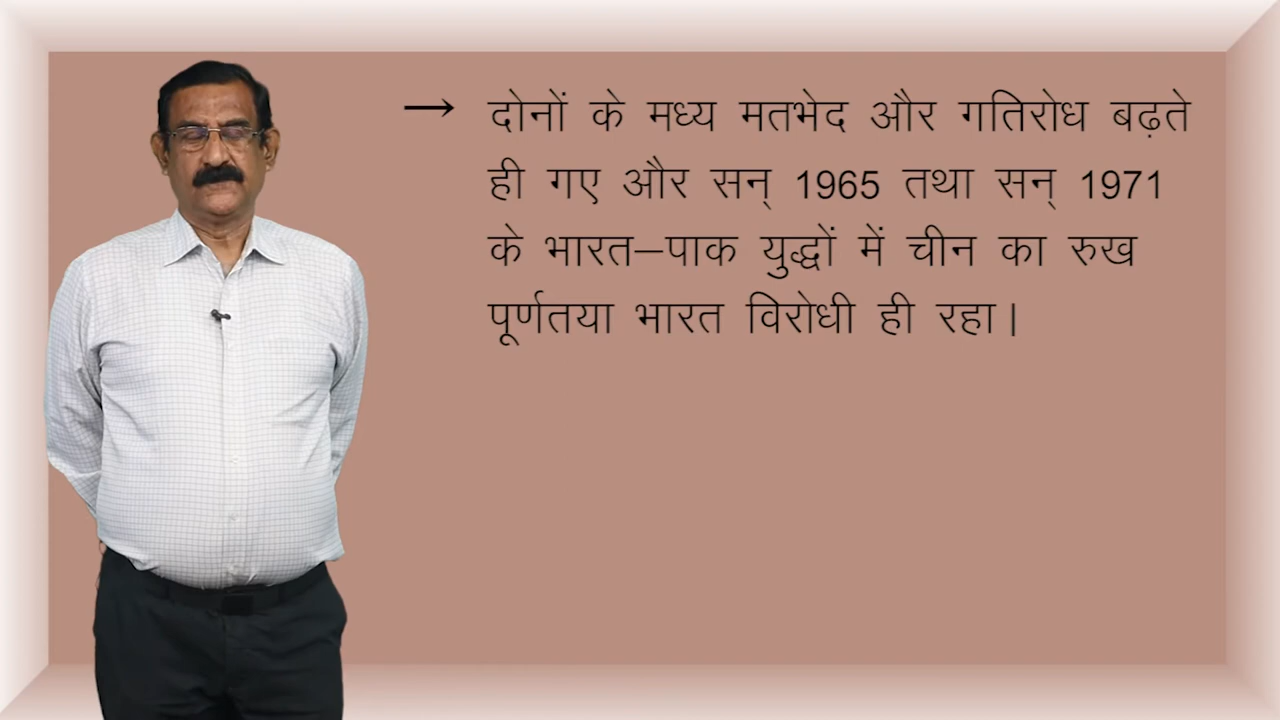 → दोनों के मध्य मतभेद और गतिरोध बढ़ते
ही गए और सन् 1965 तथा सन् 1971
के भारत–पाक युद्धों में चीन का रुख
पूर्णतया भारत विरोधी ही रहा।